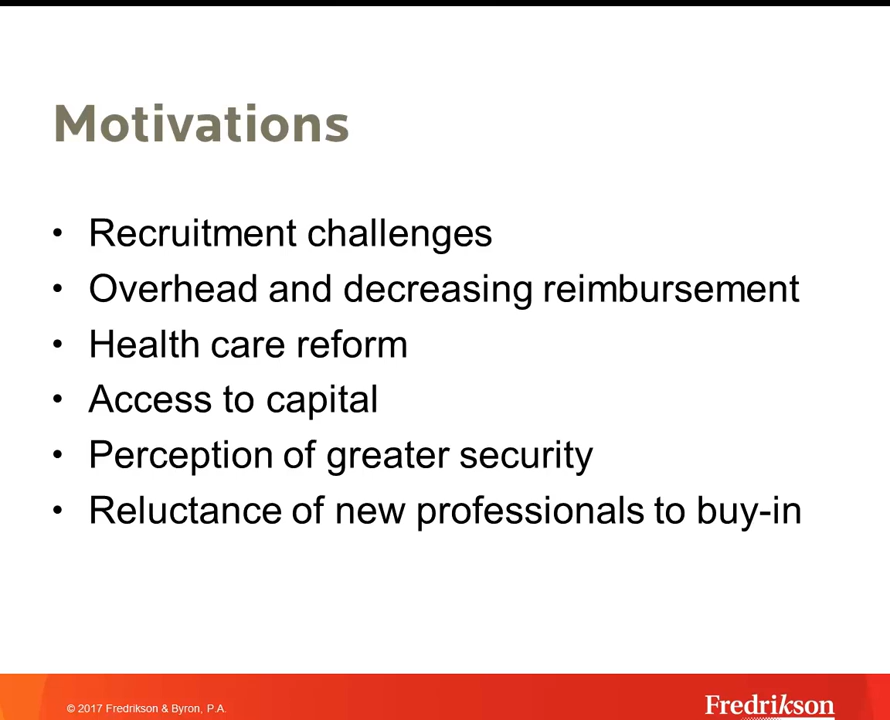 Motivations
• Recruitment challenges
• Overhead and decreasing reimbursement
• Health care reform
• Access to capital
• Perception of greater security
• Reluctance of new professionals to buy-in
© 2017 Fredrikson & Byron, P.A.
Fredrikson